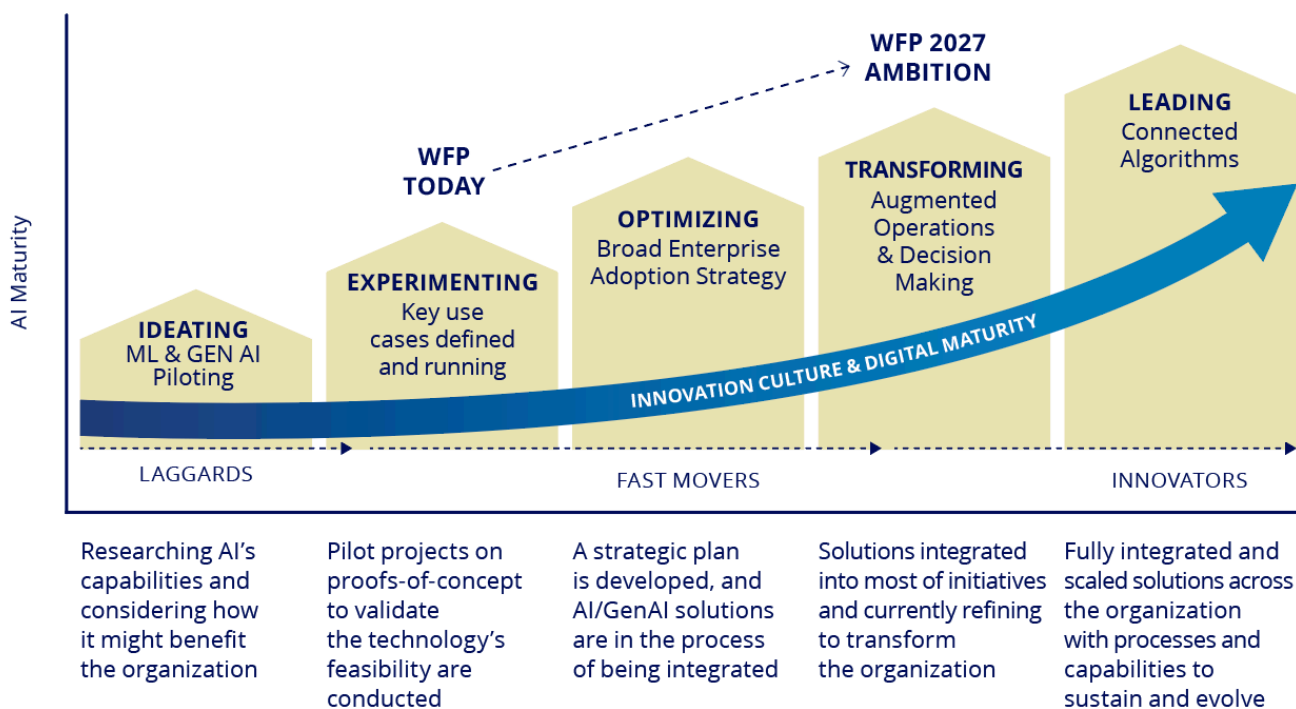 AI Maturity
WFP
TODAY
WFP 2027
AMBITION
IDEATING
ML & GEN AI
Piloting
EXPERIMENTING
Key use
cases defined
and running
OPTIMIZING
Broad Enterprise
Adoption Strategy
TRANSFORMING
Augmented
Operations
& Decision
Making
LEADING
Connected
Algorithms
INNOVATION CULTURE & DIGITAL MATURITY
LAGGARDS
FAST MOVERS
INNOVATORS
Researching AI’s
capabilities and
considering how
it might benefit
the organization
Pilot projects on
proofs-of-concept
to validate
the technology’s
feasibility are
conducted
A strategic plan
is developed, and
AI/GenAI solutions
are in the process
of being integrated
Solutions integrated
into most of initiatives
and currently refining
to transform
the organization
Fully integrated and
scaled solutions across
the organization
with processes and
capabilities to
sustain and evolve